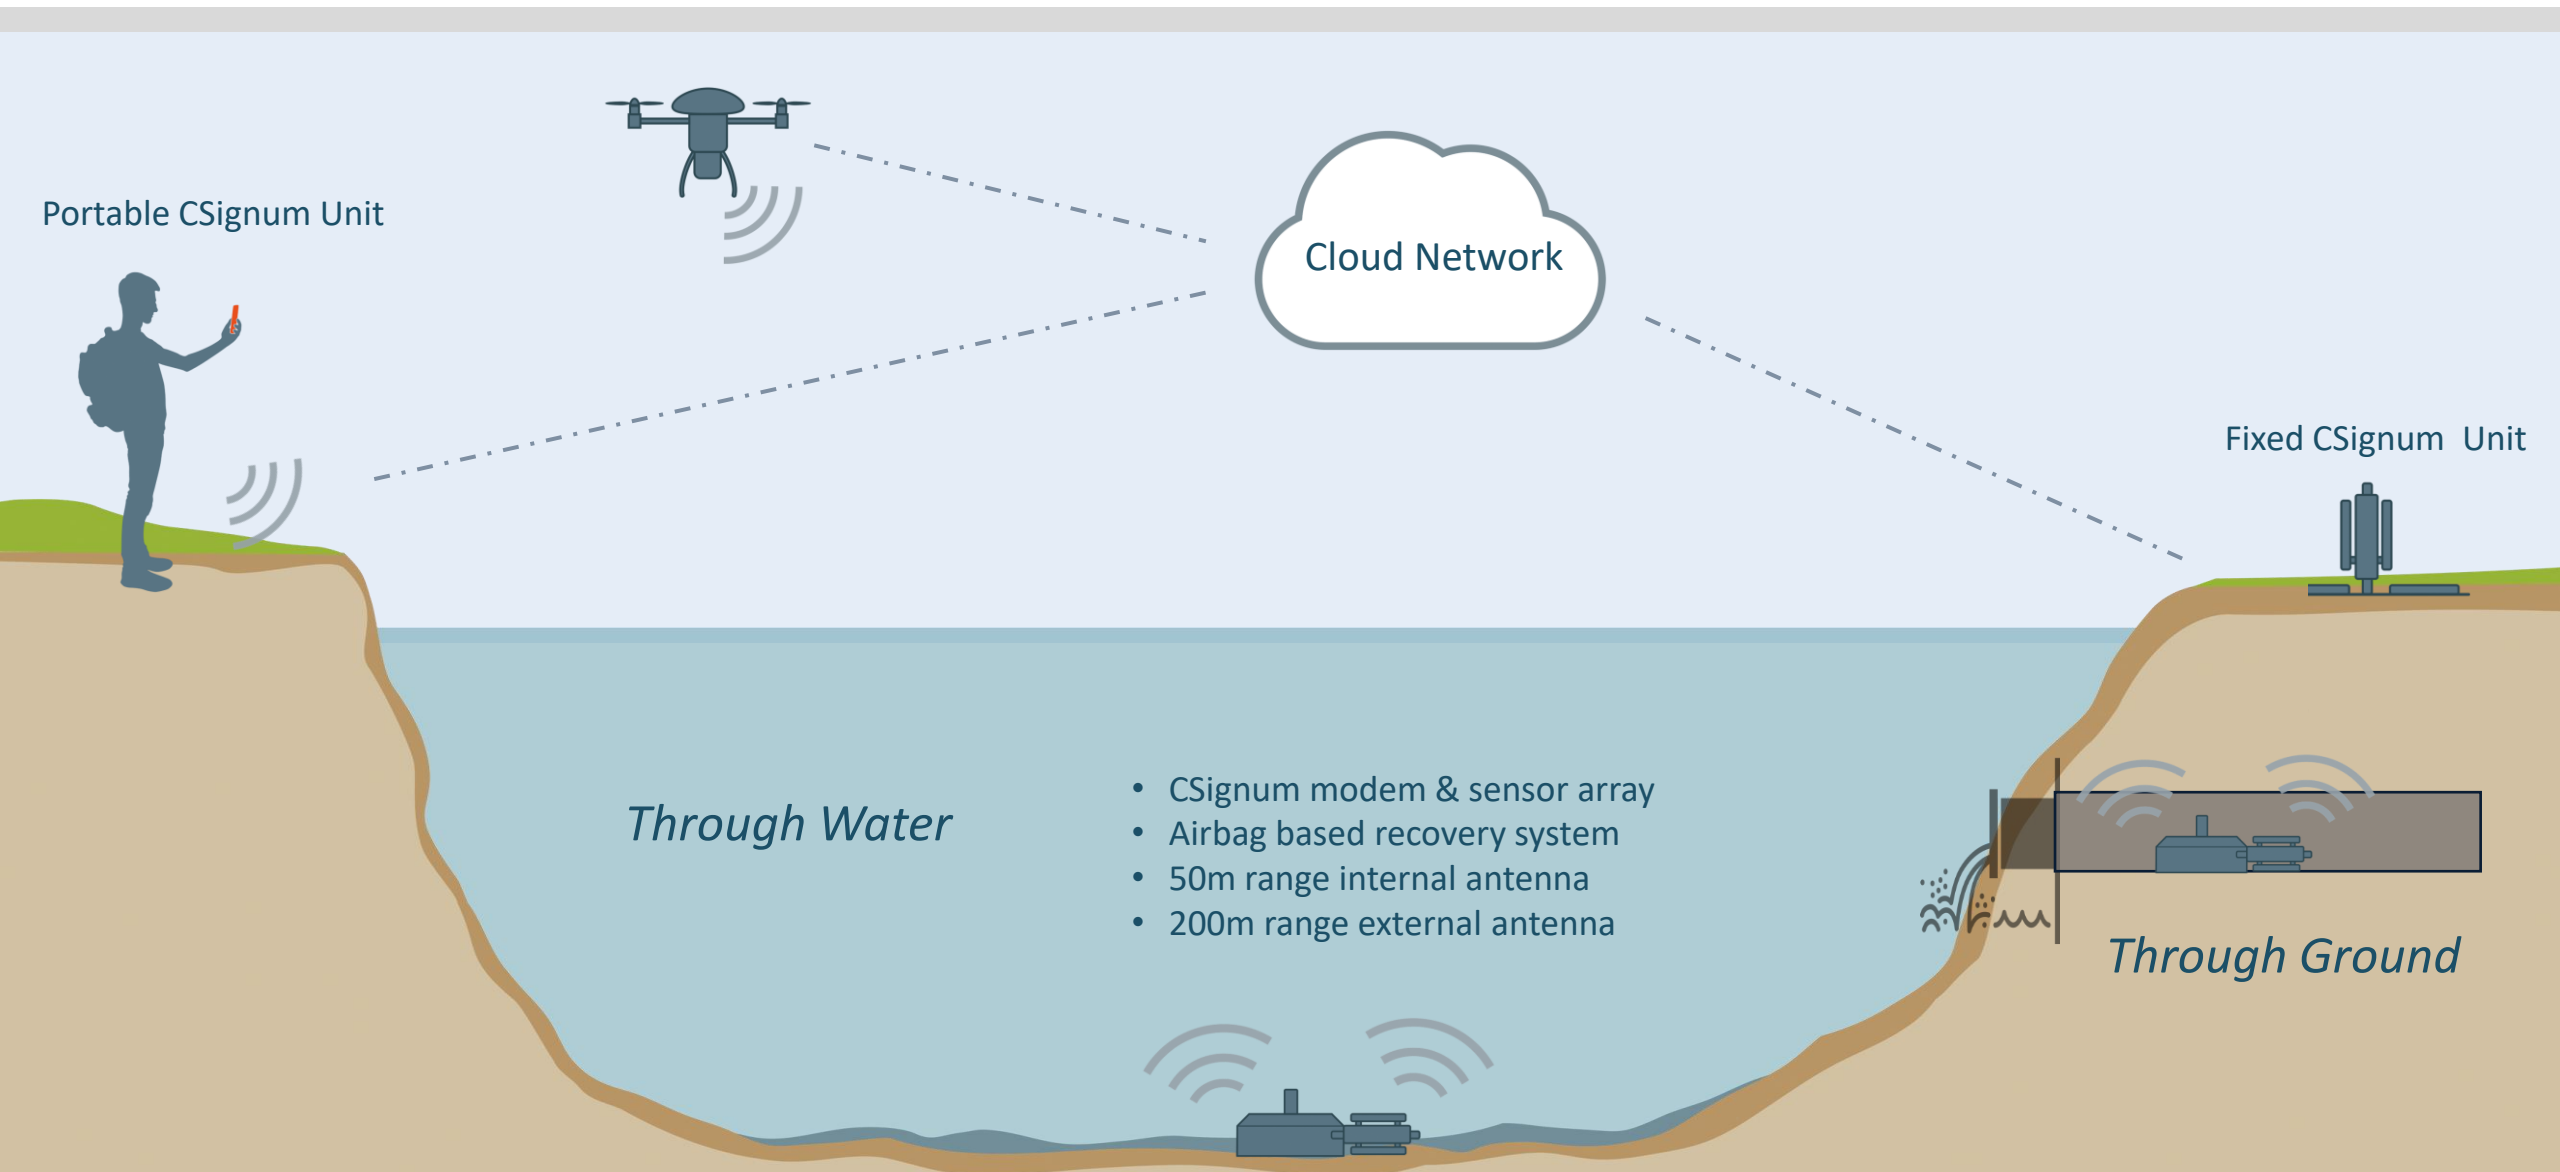 Portable CSignum Unit
Cloud Network
Fixed CSignum  Unit
Through Water
• CSignum modem & sensor array
• Airbag based recovery system
• 50m range internal antenna
• 200m range external antenna
Through Ground